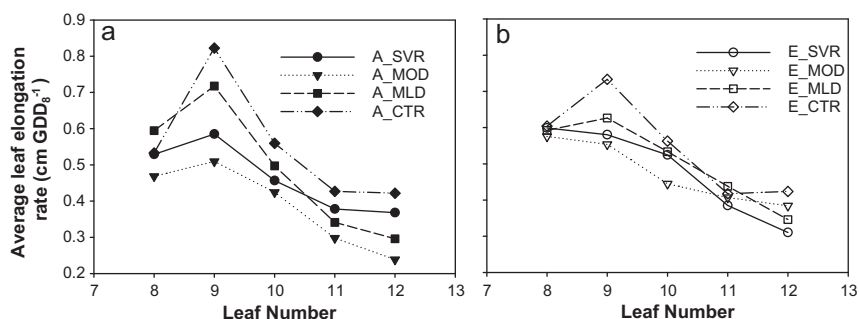 a
A_SVR
A_MOD
A_MLD
A_CTR
Average leaf elongation
rate (cm GDD₈⁻¹)
0.9
0.8
0.7
0.6
0.5
0.4
0.3
0.2
7 8 9 10 11 12 13
Leaf Number
b
E_SVR
E_MOD
E_MLD
E_CTR
7 8 9 10 11 12 13
Leaf Number